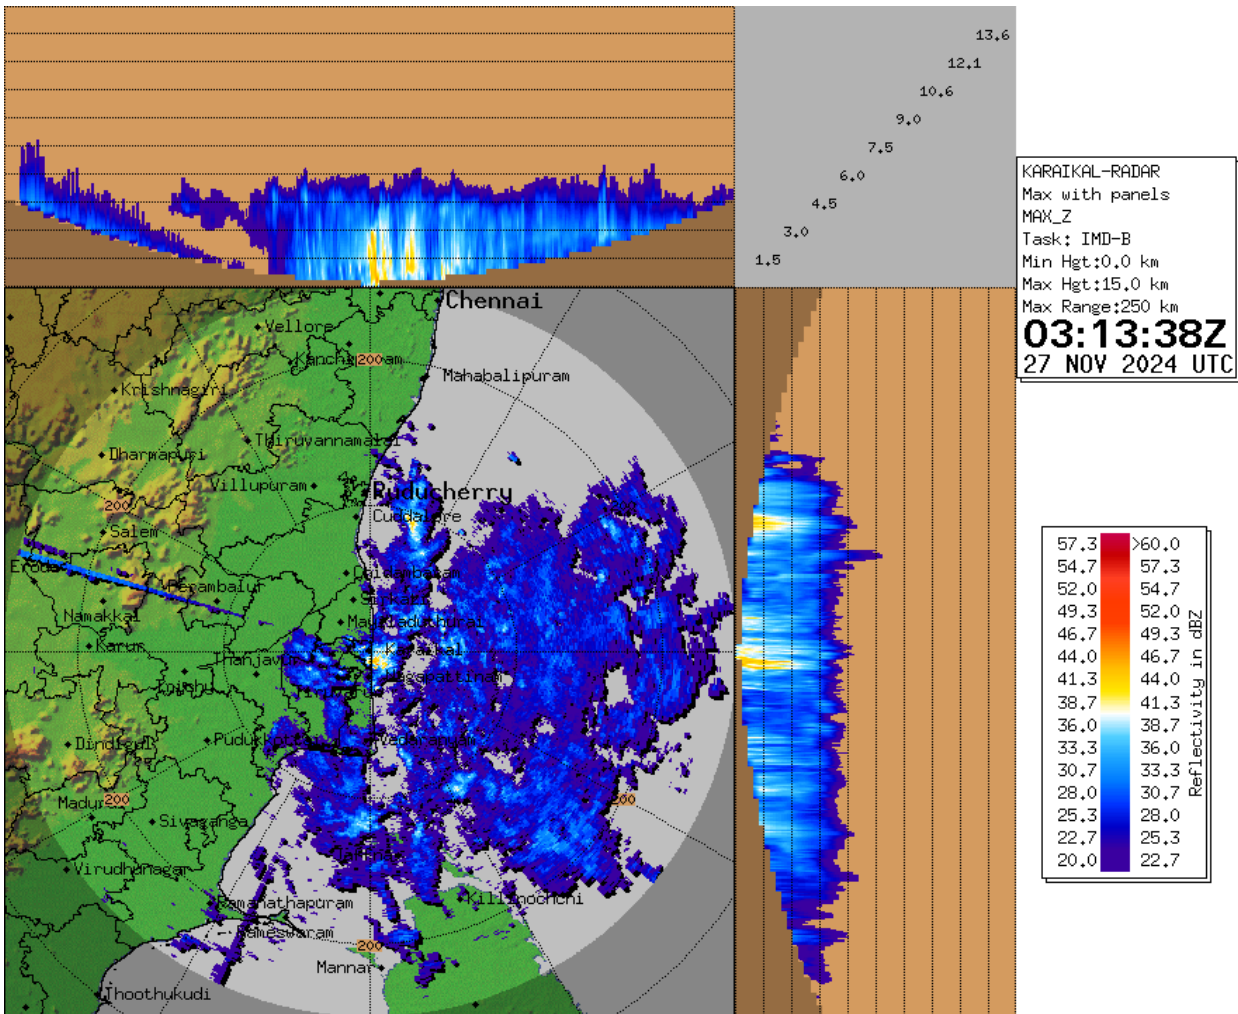 13.6
12.1
10.6
9.0
7.5
6.0
4.5
3.0
1.5
KARAIKAL-RADAR
Max with panels
MAX_Z
Task: IMD-B
Min Hgt:0.0 km
Max Hgt:15.0 km
Max Range:250 km
03:13:38Z
27 NOV 2024 UTC
Chennai
Vellore
200
Mahabalipuram
Krishnagiri
Thiruvannamalai
Dharmapuri
Villupuram
Puducherry
200
Cuddalore
Salem
Perambalur
Namakkal
Karur
Karaikal
Thanjavur
Nagapattinam
Pudukkottai
Vedaranyam
Dindigul
200
200
Sivaganga
Virudhunagar
Jaffna
Killinochchi
Ramanathapuram
Rameswaram
200
Mannar
Thoothukudi
57.3 >60.0
54.7 57.3
52.0 54.7
49.3 52.0
46.7 49.3
44.0 46.7
41.3 44.0
38.7 41.3
36.0 38.7
33.3 36.0
30.7 33.3
28.0 30.7
25.3 28.0
22.7 25.3
20.0 22.7
Reflectivity in dBZ